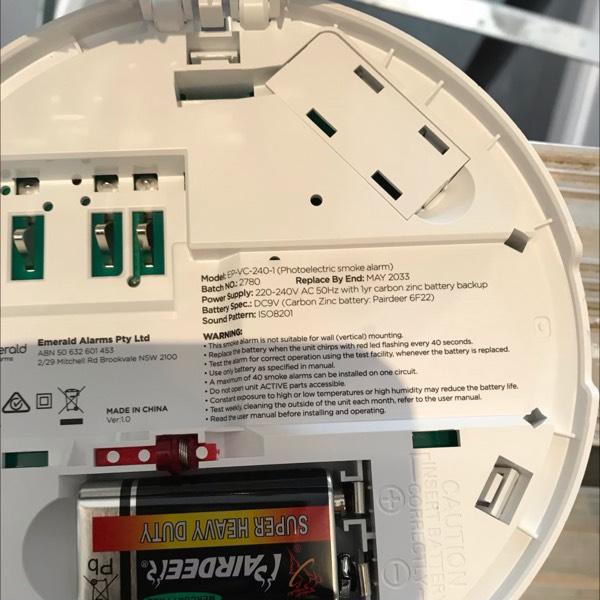 Model: EP-VC-240-1 (Photoelectric smoke alarm)
Batch NO.: 2780 Replace By End: MAY 2033
Power Supply: 220-240V AC 50Hz with 1yr carbon zinc battery backup
Battery Spec.: DC9V (Carbon Zinc battery: Pairdeer 6F22)
Sound Pattern: ISO8201
WARNING:
• This smoke alarm is not suitable for wall (vertical) mounting.
• Replace the battery when the unit chirps with red led flashing every 40 seconds.
• Test the alarm for correct operation using the test facility, whenever the battery is replaced.
• Use only battery as specified in manual.
• A maximum of 40 smoke alarms can be installed on one circuit.
• Do not open unit ACTIVE parts accessible.
• Constant exposure to high or low temperatures or high humidity may reduce the battery life.
• Test weekly, cleaning the outside of the unit each month, refer to the user manual.
• Read the user manual before installing and operating.
erald
arms
Emerald Alarms Pty Ltd
ABN 50 632 601 453
2/29 Mitchell Rd Brookvale NSW 2100
MADE IN CHINA
Ver:1.0
CAUTION
INSERT BATTERY
CORRECTLY
SUPER HEAVY DUTY
PAIRDEER
Pb